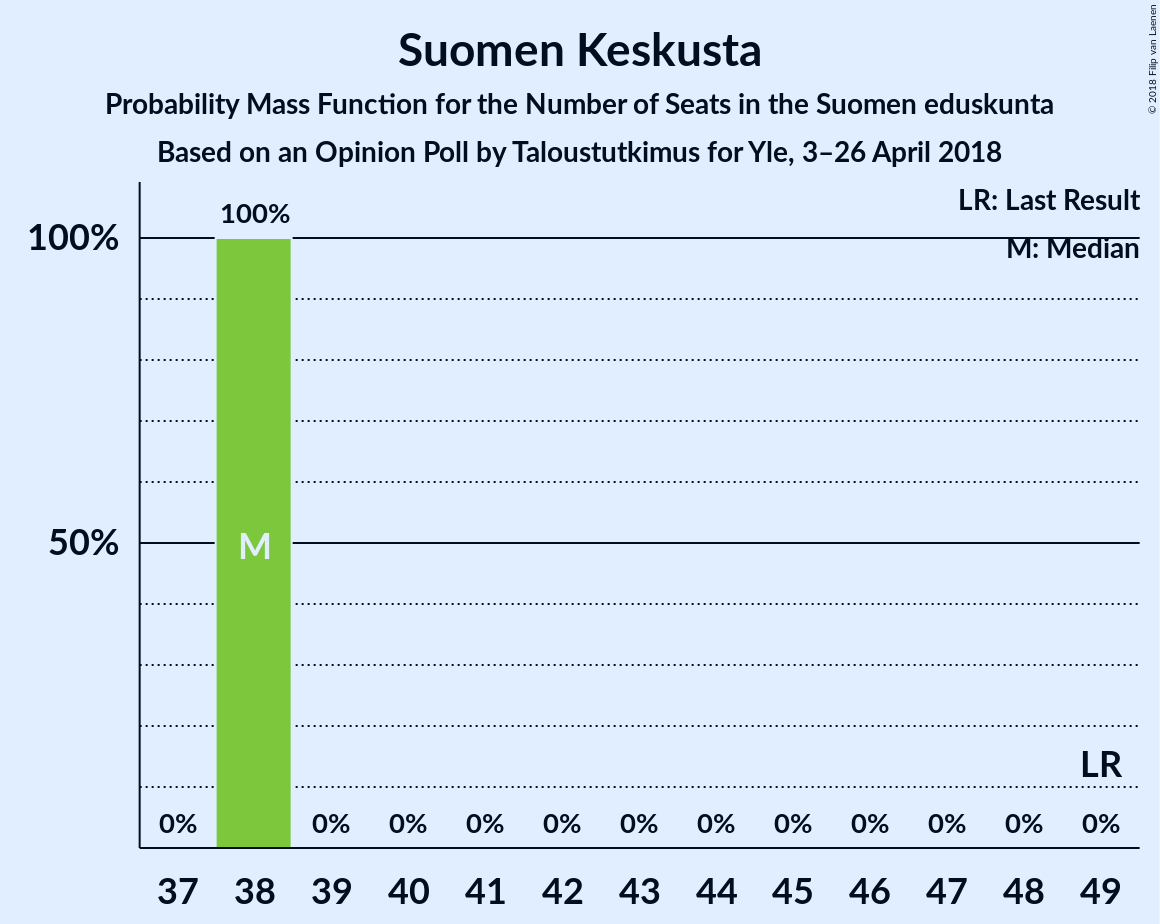 Suomen Keskusta
Probability Mass Function for the Number of Seats in the Suomen eduskunta
Based on an Opinion Poll by Taloustutkimus for Yle, 3–26 April 2018
© 2018 Filip van Laenen
LR: Last Result
M: Median
100%
100%
50%
M
LR
0% 0% 0% 0% 0% 0% 0% 0% 0% 0% 0% 0%
37 38 39 40 41 42 43 44 45 46 47 48 49